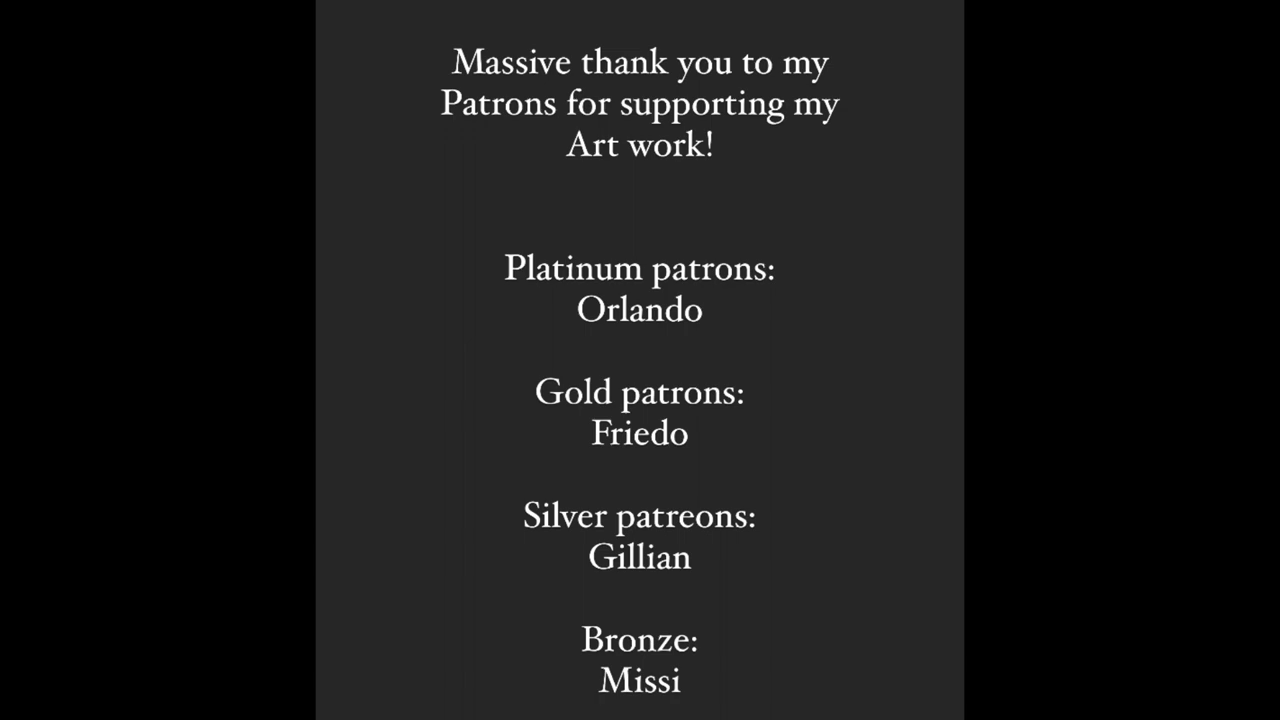 Massive thank you to my
Patrons for supporting my
Art work!
Platinum patrons:
Orlando
Gold patrons:
Friedo
Silver patreons:
Gillian
Bronze:
Missi